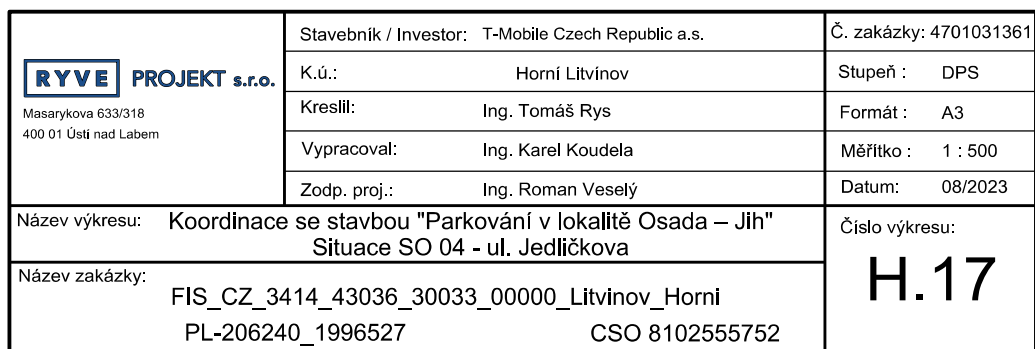 RYVE PROJEKT s.r.o.
Masarykova 633/318
400 01 Ústí nad Labem
Stavebník / Investor: T-Mobile Czech Republic a.s.
K.ú.: Horní Litvínov
Kreslil: Ing. Tomáš Rys
Vypracoval: Ing. Karel Koudela
Zodp. proj.: Ing. Roman Veselý
Č. zakázky: 4701031361
Stupeň : DPS
Formát : A3
Měřítko : 1 : 500
Datum: 08/2023
Název výkresu: Koordinace se stavbou "Parkování v lokalitě Osada – Jih"
Situace SO 04 - ul. Jedličkova
Číslo výkresu:
H.17
Název zakázky:
FIS_CZ_3414_43036_30033_00000_Litvinov_Horni
PL-206240_1996527 CSO 8102555752